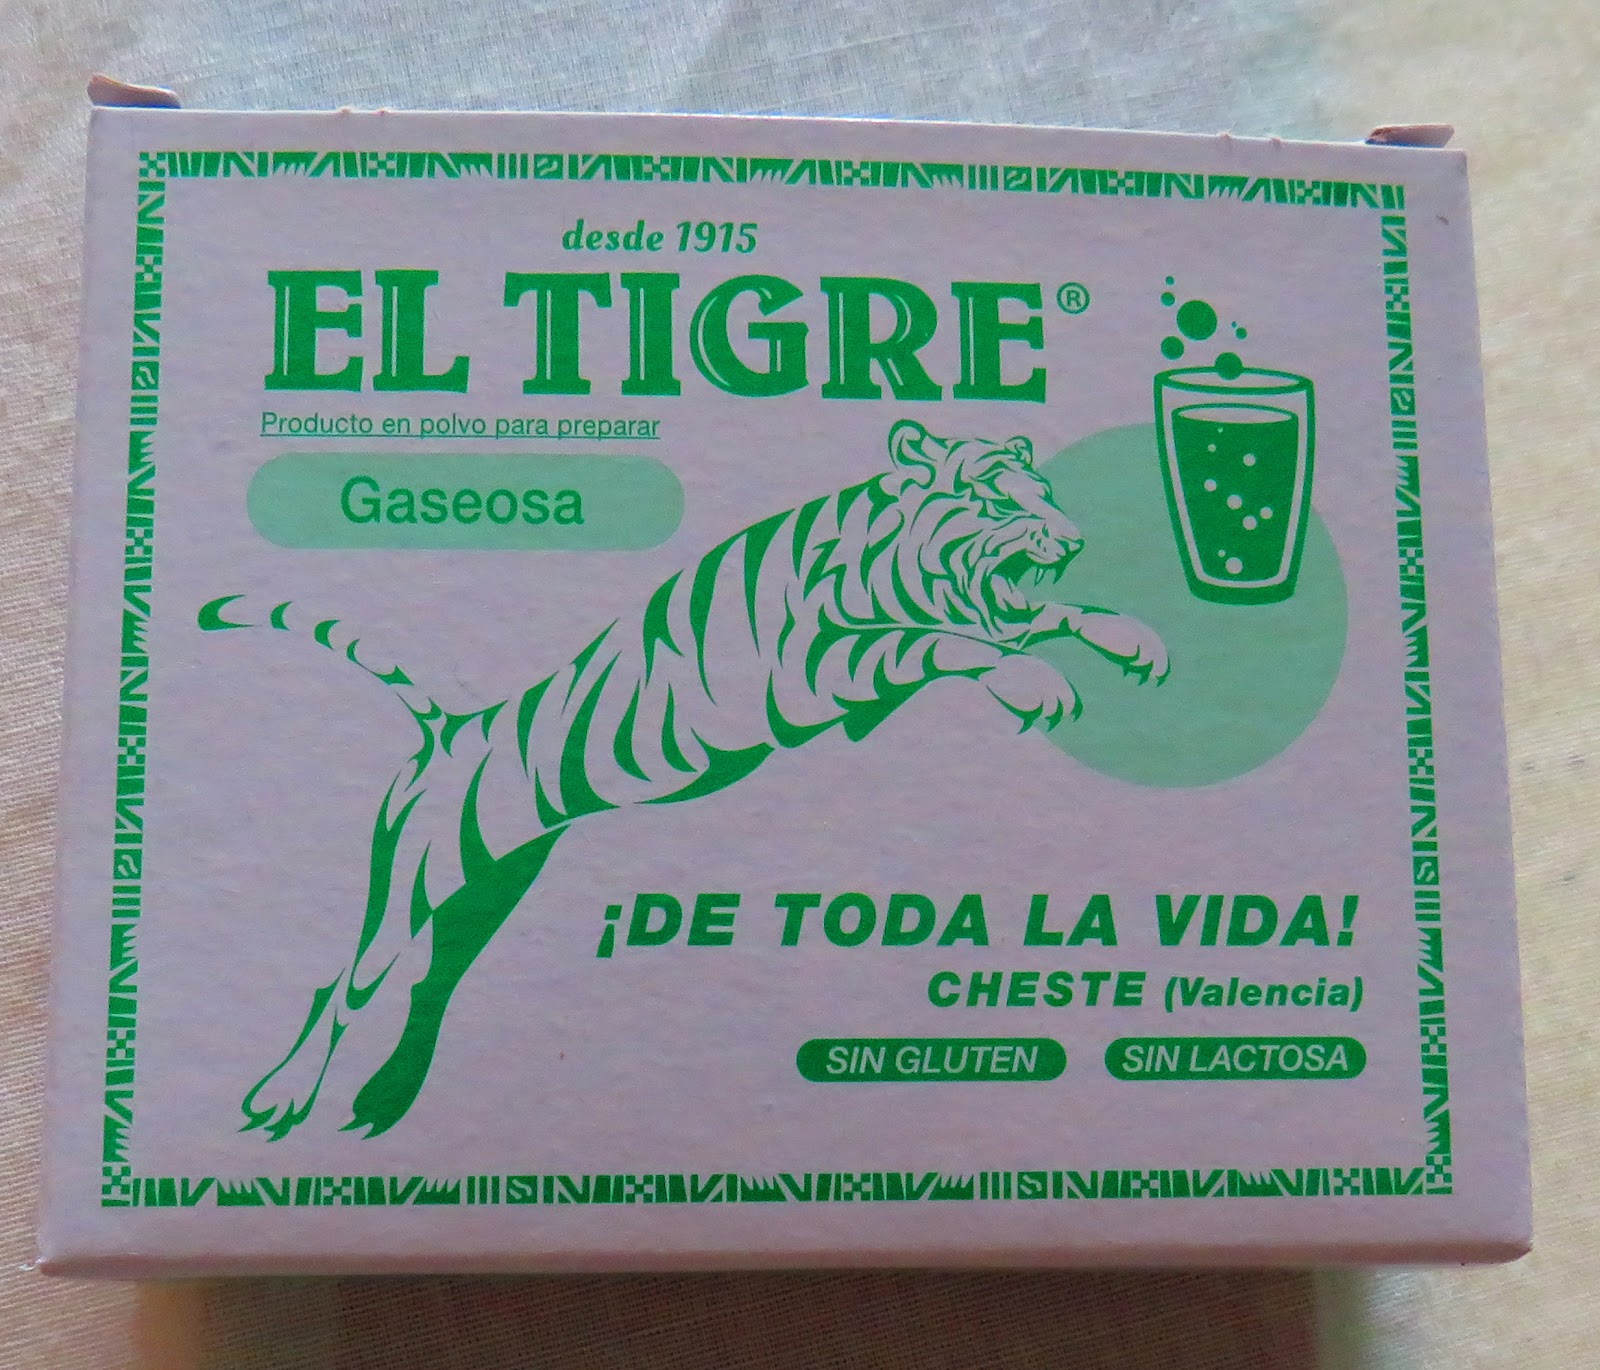 desde 1915
EL TIGRE®
Producto en polvo para preparar
Gaseosa
¡DE TODA LA VIDA!
CHESTE (Valencia)
SIN GLUTEN SIN LACTOSA